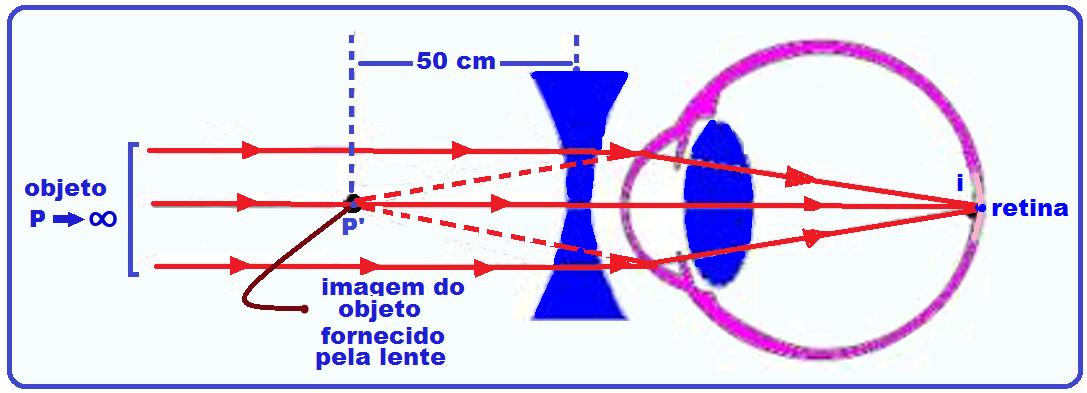 50 cm
objeto
P → ∞
P'
i
retina
imagem do
objeto
fornecido
pela lente